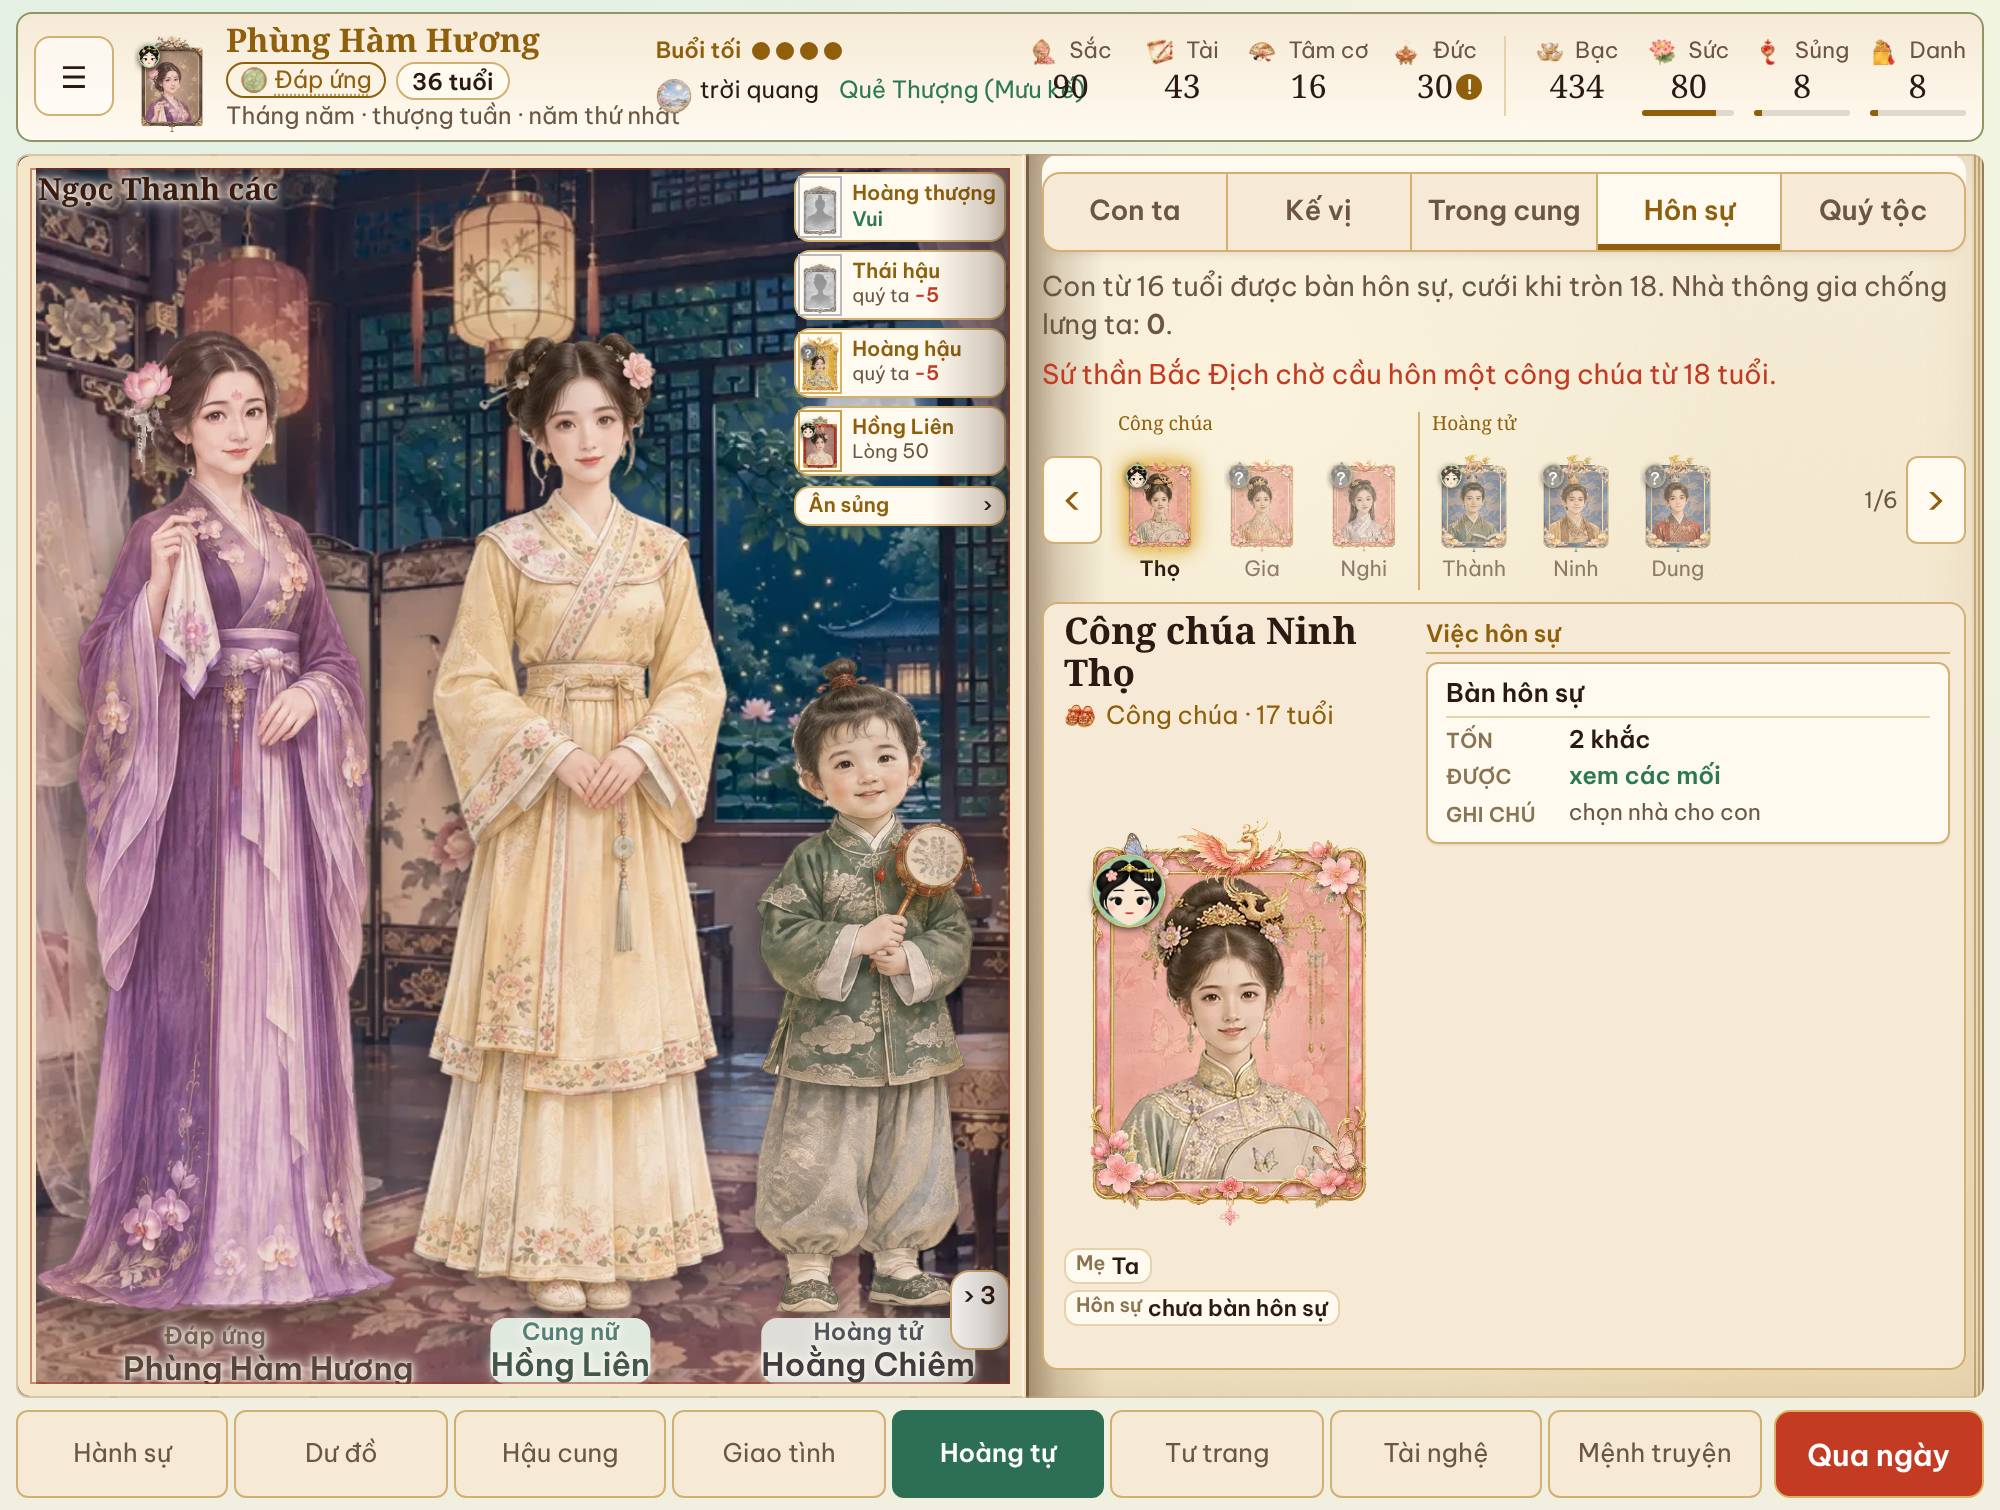 ☰
Phùng Hàm Hương
Đáp ứng
36 tuổi
Tháng năm · thượng tuần · năm thứ nhất
Buổi tối
trời quang
Quẻ Thượng (Mưu kế)
Sắc
90
Tài
43
Tâm cơ
16
Đức
30
!
Bạc
434
Sức
80
Sủng
8
Danh
8
Ngọc Thanh các
Hoàng thượng
Vui
Thái hậu
quý ta -5
?
Hoàng hậu
quý ta -5
Hồng Liên
Lòng 50
Ân sủng ›
› 3
Đáp ứng
Phùng Hàm Hương
Cung nữ
Hồng Liên
Hoàng tử
Hoằng Chiêm
Con ta
Kế vị
Trong cung
Hôn sự
Quý tộc
Con từ 16 tuổi được bàn hôn sự, cưới khi tròn 18. Nhà thông gia chống
lưng ta: 0.
Sứ thần Bắc Địch chờ cầu hôn một công chúa từ 18 tuổi.
Công chúa
Hoàng tử
‹
Thọ
?
Gia
?
Nghi
Thành
?
Ninh
?
Dung
1/6
›
Công chúa Ninh
Thọ
Công chúa · 17 tuổi
Mẹ Ta
Hôn sự chưa bàn hôn sự
Việc hôn sự
Bàn hôn sự
TỐN 2 khắc
ĐƯỢC xem các mối
GHI CHÚ chọn nhà cho con
Hành sự
Dư đồ
Hậu cung
Giao tình
Hoàng tự
Tư trang
Tài nghệ
Mệnh truyện
Qua ngày